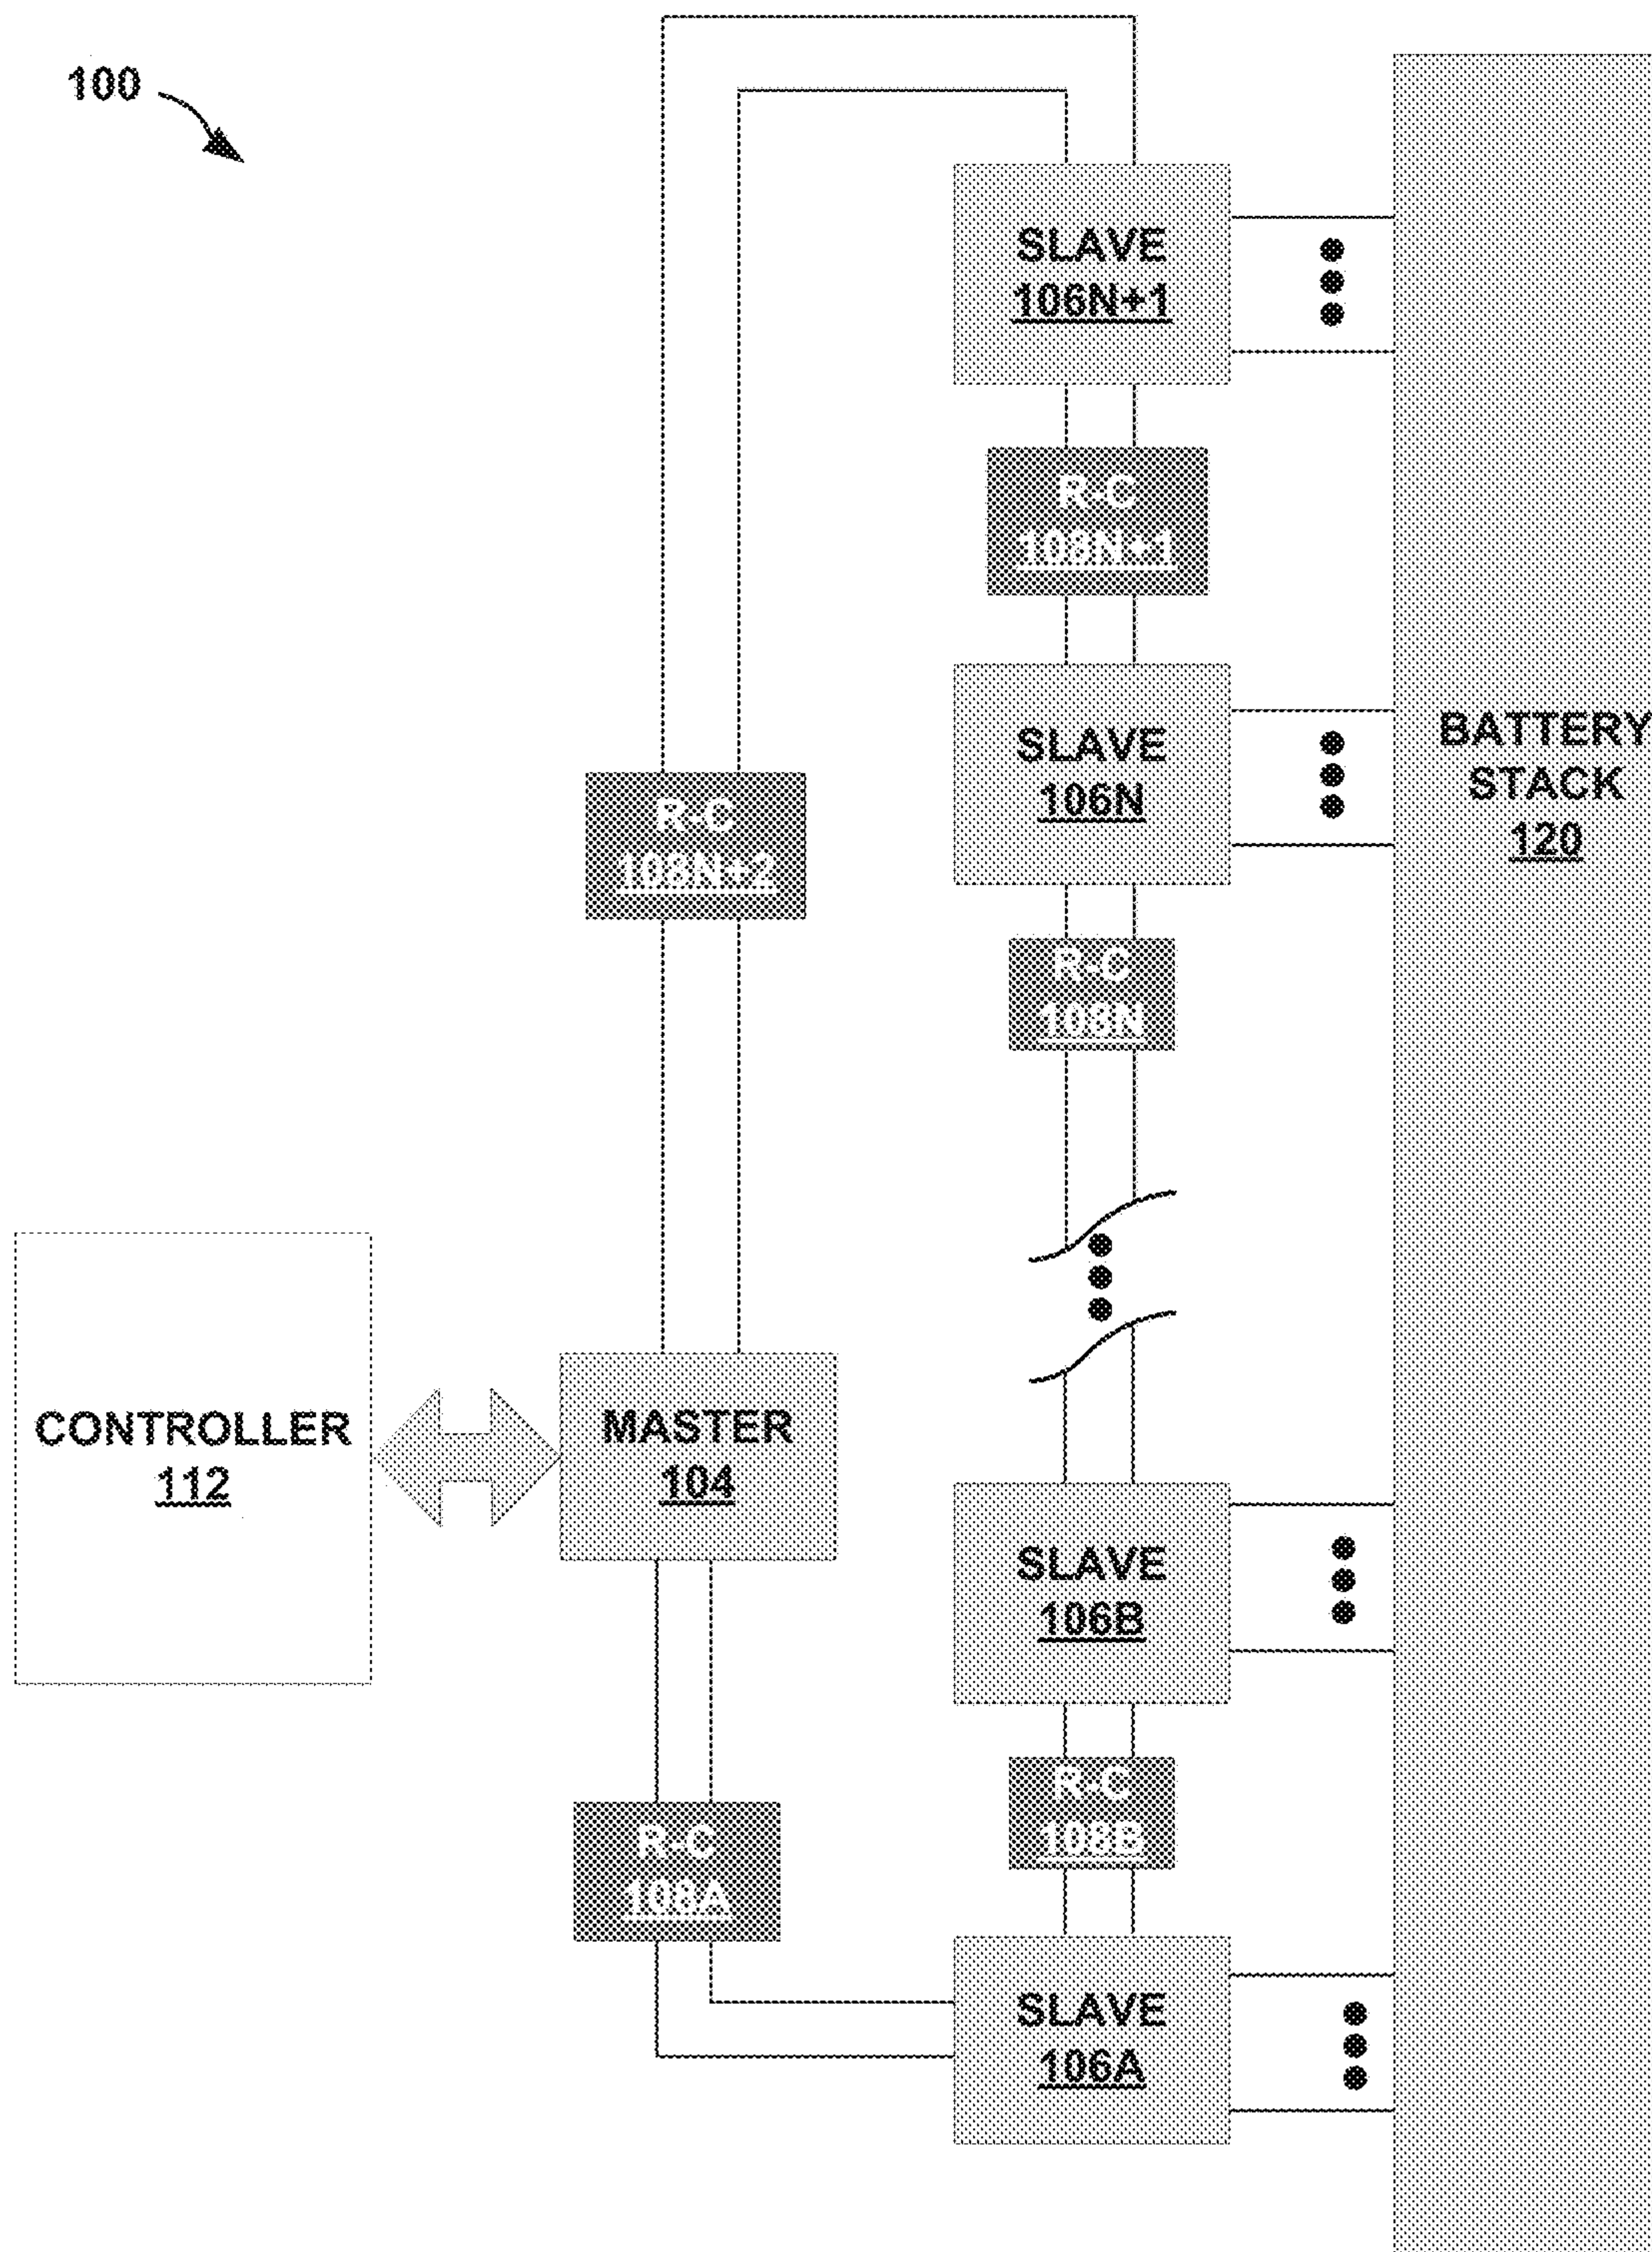 100
SLAVE
106N+1
R-C
108N+1
SLAVE
106N
BATTERY
STACK
120
R-C
108N+2
R-C
108N
CONTROLLER
112
MASTER
104
SLAVE
106B
R-C
108B
R-C
108A
SLAVE
106A